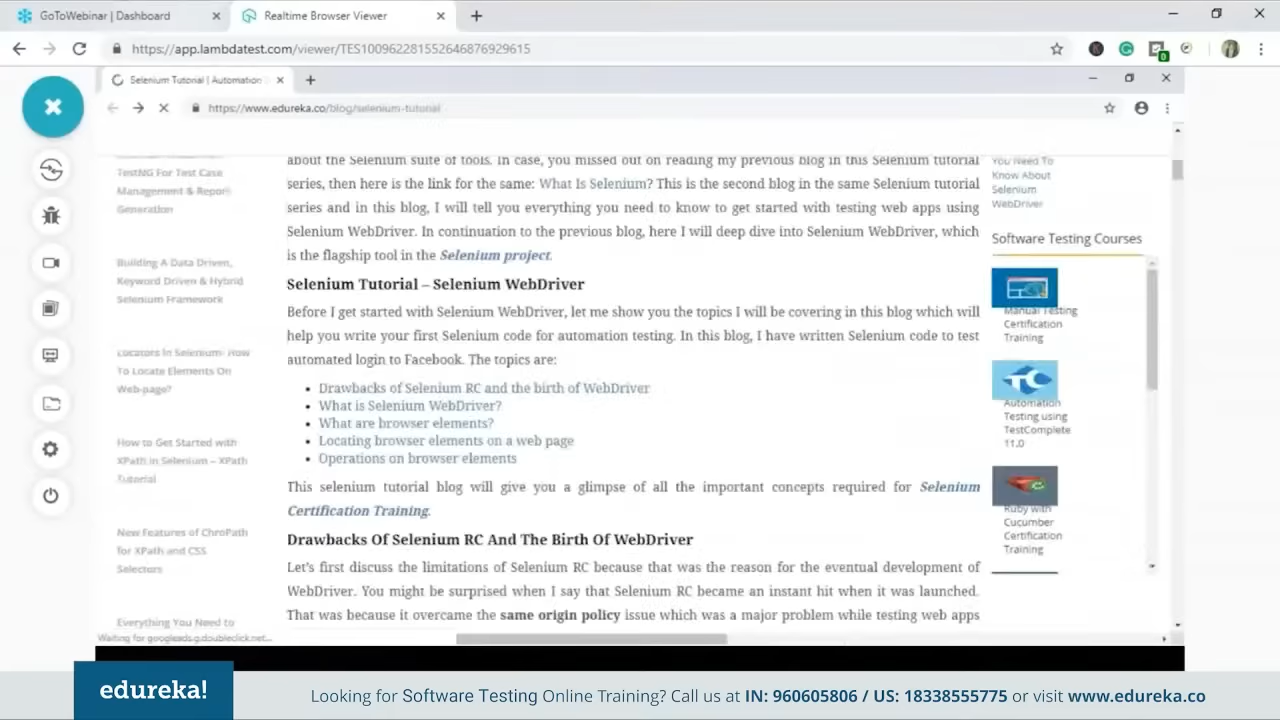 GoToWebinar | Dashboard
Realtime Browser Viewer
https://app.lambdatest.com/viewer/TES100962281552646876929615
0
Selenium Tutorial | Automation
https://www.edureka.co/blog/selenium-tutorial
TestNG For Test Case
Management & Report
Generation
Building A Data Driven,
Keyword Driven & Hybrid
Selenium Framework
Locators in Selenium- How
To Locate Elements On
Web-page?
How to Get Started with
XPath in Selenium – XPath
Tutorial
New Features of ChroPath
for XPath and CSS
Selectors
Everything You Need to
Waiting for googleads.g.doubleclick.net...
about the Selenium suite of tools. In case, you missed out on reading my previous blog in this Selenium tutorial
series, then here is the link for the same: What Is Selenium? This is the second blog in the same Selenium tutorial
series and in this blog, I will tell you everything you need to know to get started with testing web apps using
Selenium WebDriver. In continuation to the previous blog, here I will deep dive into Selenium WebDriver, which
is the flagship tool in the Selenium project.
Selenium Tutorial – Selenium WebDriver
Before I get started with Selenium WebDriver, let me show you the topics I will be covering in this blog which will
help you write your first Selenium code for automation testing. In this blog, I have written Selenium code to test
automated login to Facebook. The topics are:
• Drawbacks of Selenium RC and the birth of WebDriver
• What is Selenium WebDriver?
• What are browser elements?
• Locating browser elements on a web page
• Operations on browser elements
This selenium tutorial blog will give you a glimpse of all the important concepts required for Selenium
Certification Training.
Drawbacks Of Selenium RC And The Birth Of WebDriver
Let's first discuss the limitations of Selenium RC because that was the reason for the eventual development of
WebDriver. You might be surprised when I say that Selenium RC became an instant hit when it was launched.
That was because it overcame the same origin policy issue which was a major problem while testing web apps
You Need To
Know About
Selenium
WebDriver
Software Testing Courses
Manual Testing
Certification
Training
TC
Automation
Testing using
TestComplete
11.0
Ruby with
Cucumber
Certification
Training
edureka!
Looking for Software Testing Online Training? Call us at IN: 960605806 / US: 18338555775 or visit www.edureka.co